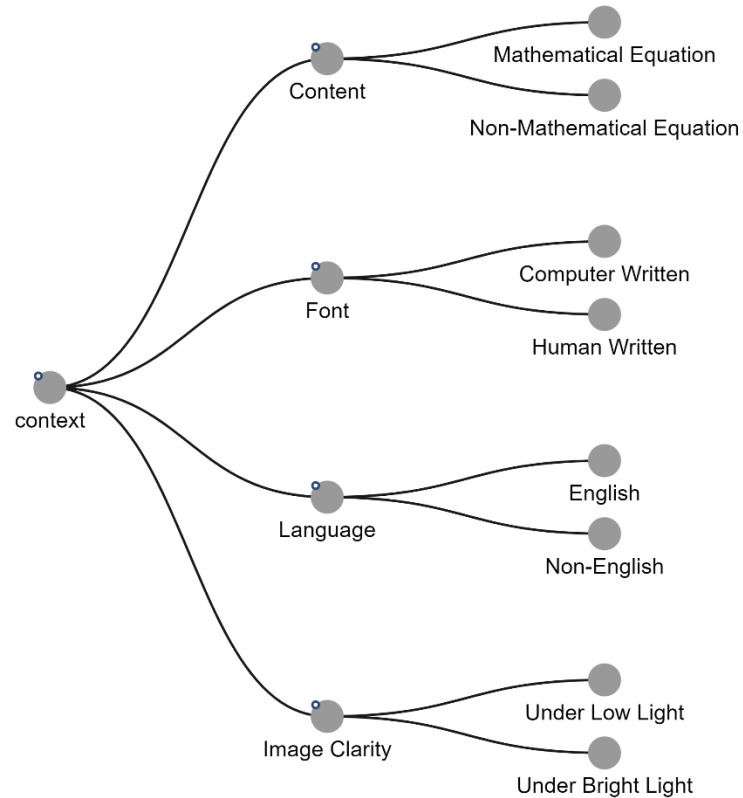 Mathematical Equation
Content
Non-Mathematical Equation
Computer Written
Font
Human Written
context
English
Language
Non-English
Under Low Light
Image Clarity
Under Bright Light